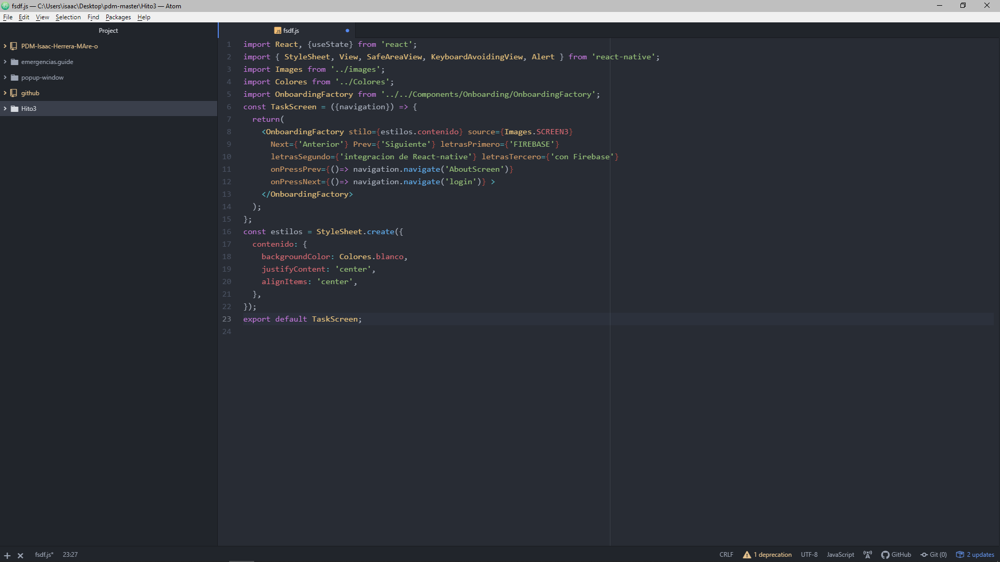 fsdf.js — C:\Users\isaac\Desktop\pdm-master\Hito3 — Atom
File Edit View Selection Find Packages Help
Project
PDM-Isaac-Herrera-MAre-o
emergencias.guide
popup-window
github
Hito3
JS fsdf.js
1 import React, {useState} from 'react';
2 import { StyleSheet, View, SafeAreaView, KeyboardAvoidingView, Alert } from 'react-native';
3 import Images from '../images';
4 import Colores from '../Colores';
5 import OnboardingFactory from '../../Components/Onboarding/OnboardingFactory';
6 const TaskScreen = ({navigation}) => {
7   return(
8     <OnboardingFactory stilo={estilos.contenido} source={Images.SCREEN3}
9       Next={'Anterior'} Prev={'Siguiente'} letrasPrimero={'FIREBASE'}
10       letrasSegundo={'integracion de React-native'} letrasTercero={'con Firebase'}
11       onPressPrev={()=> navigation.navigate('AboutScreen')}
12       onPressNext={()=> navigation.navigate('login')} >
13     </OnboardingFactory>
14   );
15 };
16 const estilos = StyleSheet.create({
17   contenido: {
18     backgroundColor: Colores.blanco,
19     justifyContent: 'center',
20     alignItems: 'center',
21   },
22 });
23 export default TaskScreen;
24
fsdf.js* 23:27 CRLF 1 deprecation UTF-8 JavaScript GitHub Git (0) 2 updates